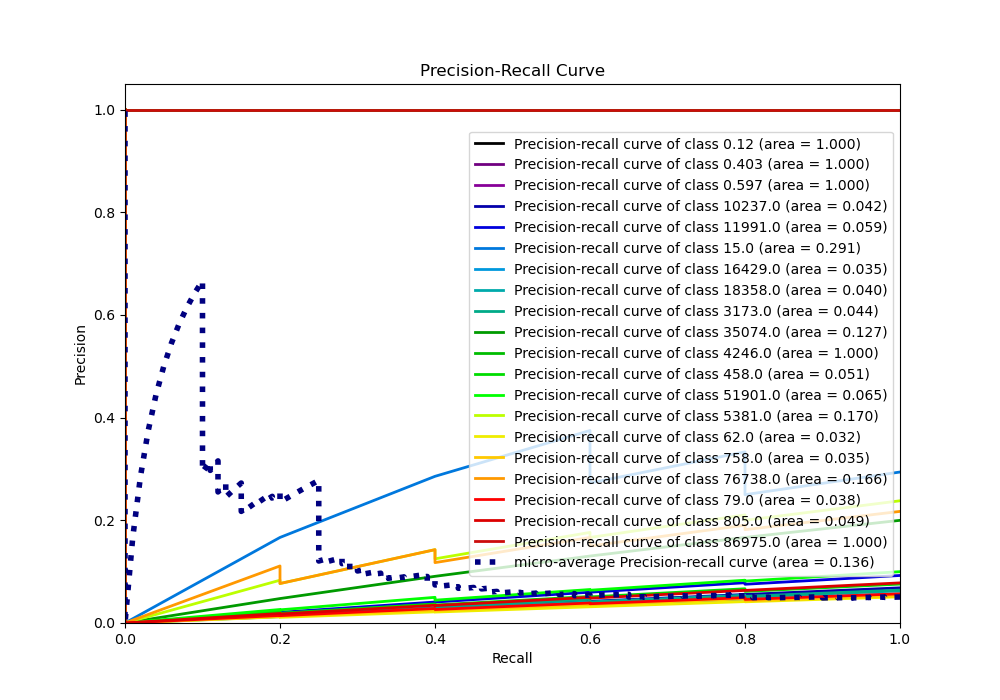 Precision-Recall Curve
1.0
0.8
0.6
0.4
0.2
0.0
Precision
Precision-recall curve of class 0.12 (area = 1.000)
Precision-recall curve of class 0.403 (area = 1.000)
Precision-recall curve of class 0.597 (area = 1.000)
Precision-recall curve of class 10237.0 (area = 0.042)
Precision-recall curve of class 11991.0 (area = 0.059)
Precision-recall curve of class 15.0 (area = 0.291)
Precision-recall curve of class 16429.0 (area = 0.035)
Precision-recall curve of class 18358.0 (area = 0.040)
Precision-recall curve of class 3173.0 (area = 0.044)
Precision-recall curve of class 35074.0 (area = 0.127)
Precision-recall curve of class 4246.0 (area = 1.000)
Precision-recall curve of class 458.0 (area = 0.051)
Precision-recall curve of class 51901.0 (area = 0.065)
Precision-recall curve of class 5381.0 (area = 0.170)
Precision-recall curve of class 62.0 (area = 0.032)
Precision-recall curve of class 758.0 (area = 0.035)
Precision-recall curve of class 76738.0 (area = 0.166)
Precision-recall curve of class 79.0 (area = 0.038)
Precision-recall curve of class 805.0 (area = 0.049)
Precision-recall curve of class 86975.0 (area = 1.000)
micro-average Precision-recall curve (area = 0.136)
0.0 0.2 0.4 0.6 0.8 1.0
Recall